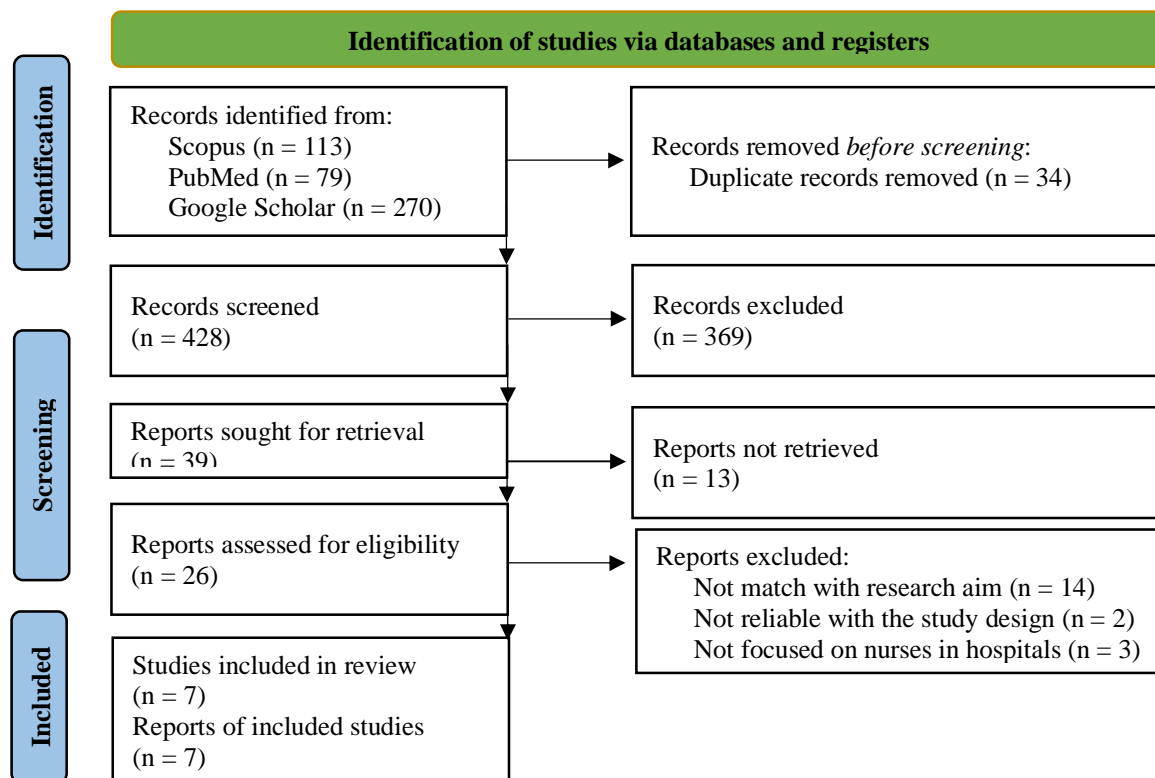 Identification of studies via databases and registers
Identification
Records identified from:
Scopus (n = 113)
PubMed (n = 79)
Google Scholar (n = 270)
Records removed before screening:
Duplicate records removed (n = 34)
Screening
Records screened
(n = 428)
Records excluded
(n = 369)
Reports sought for retrieval
(n = 39)
Reports not retrieved
(n = 13)
Reports assessed for eligibility
(n = 26)
Reports excluded:
Not match with research aim (n = 14)
Not reliable with the study design (n = 2)
Not focused on nurses in hospitals (n = 3)
Included
Studies included in review
(n = 7)
Reports of included studies
(n = 7)